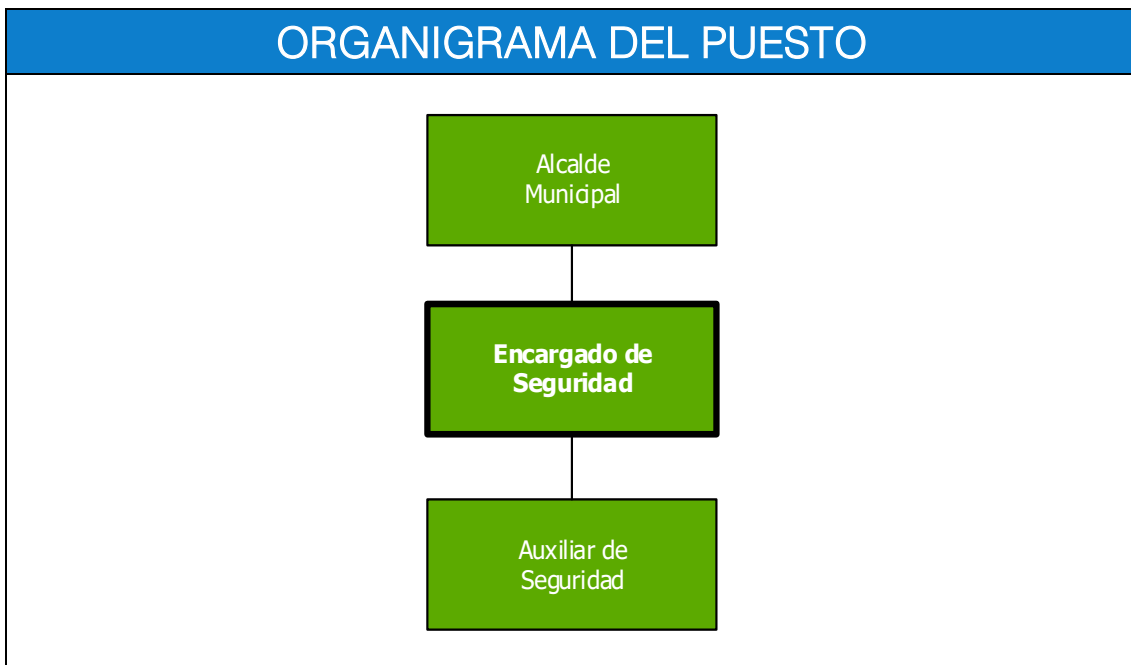 ORGANIGRAMA DEL PUESTO
Alcalde
Municipal
Encargado de
Seguridad
Auxiliar de
Seguridad